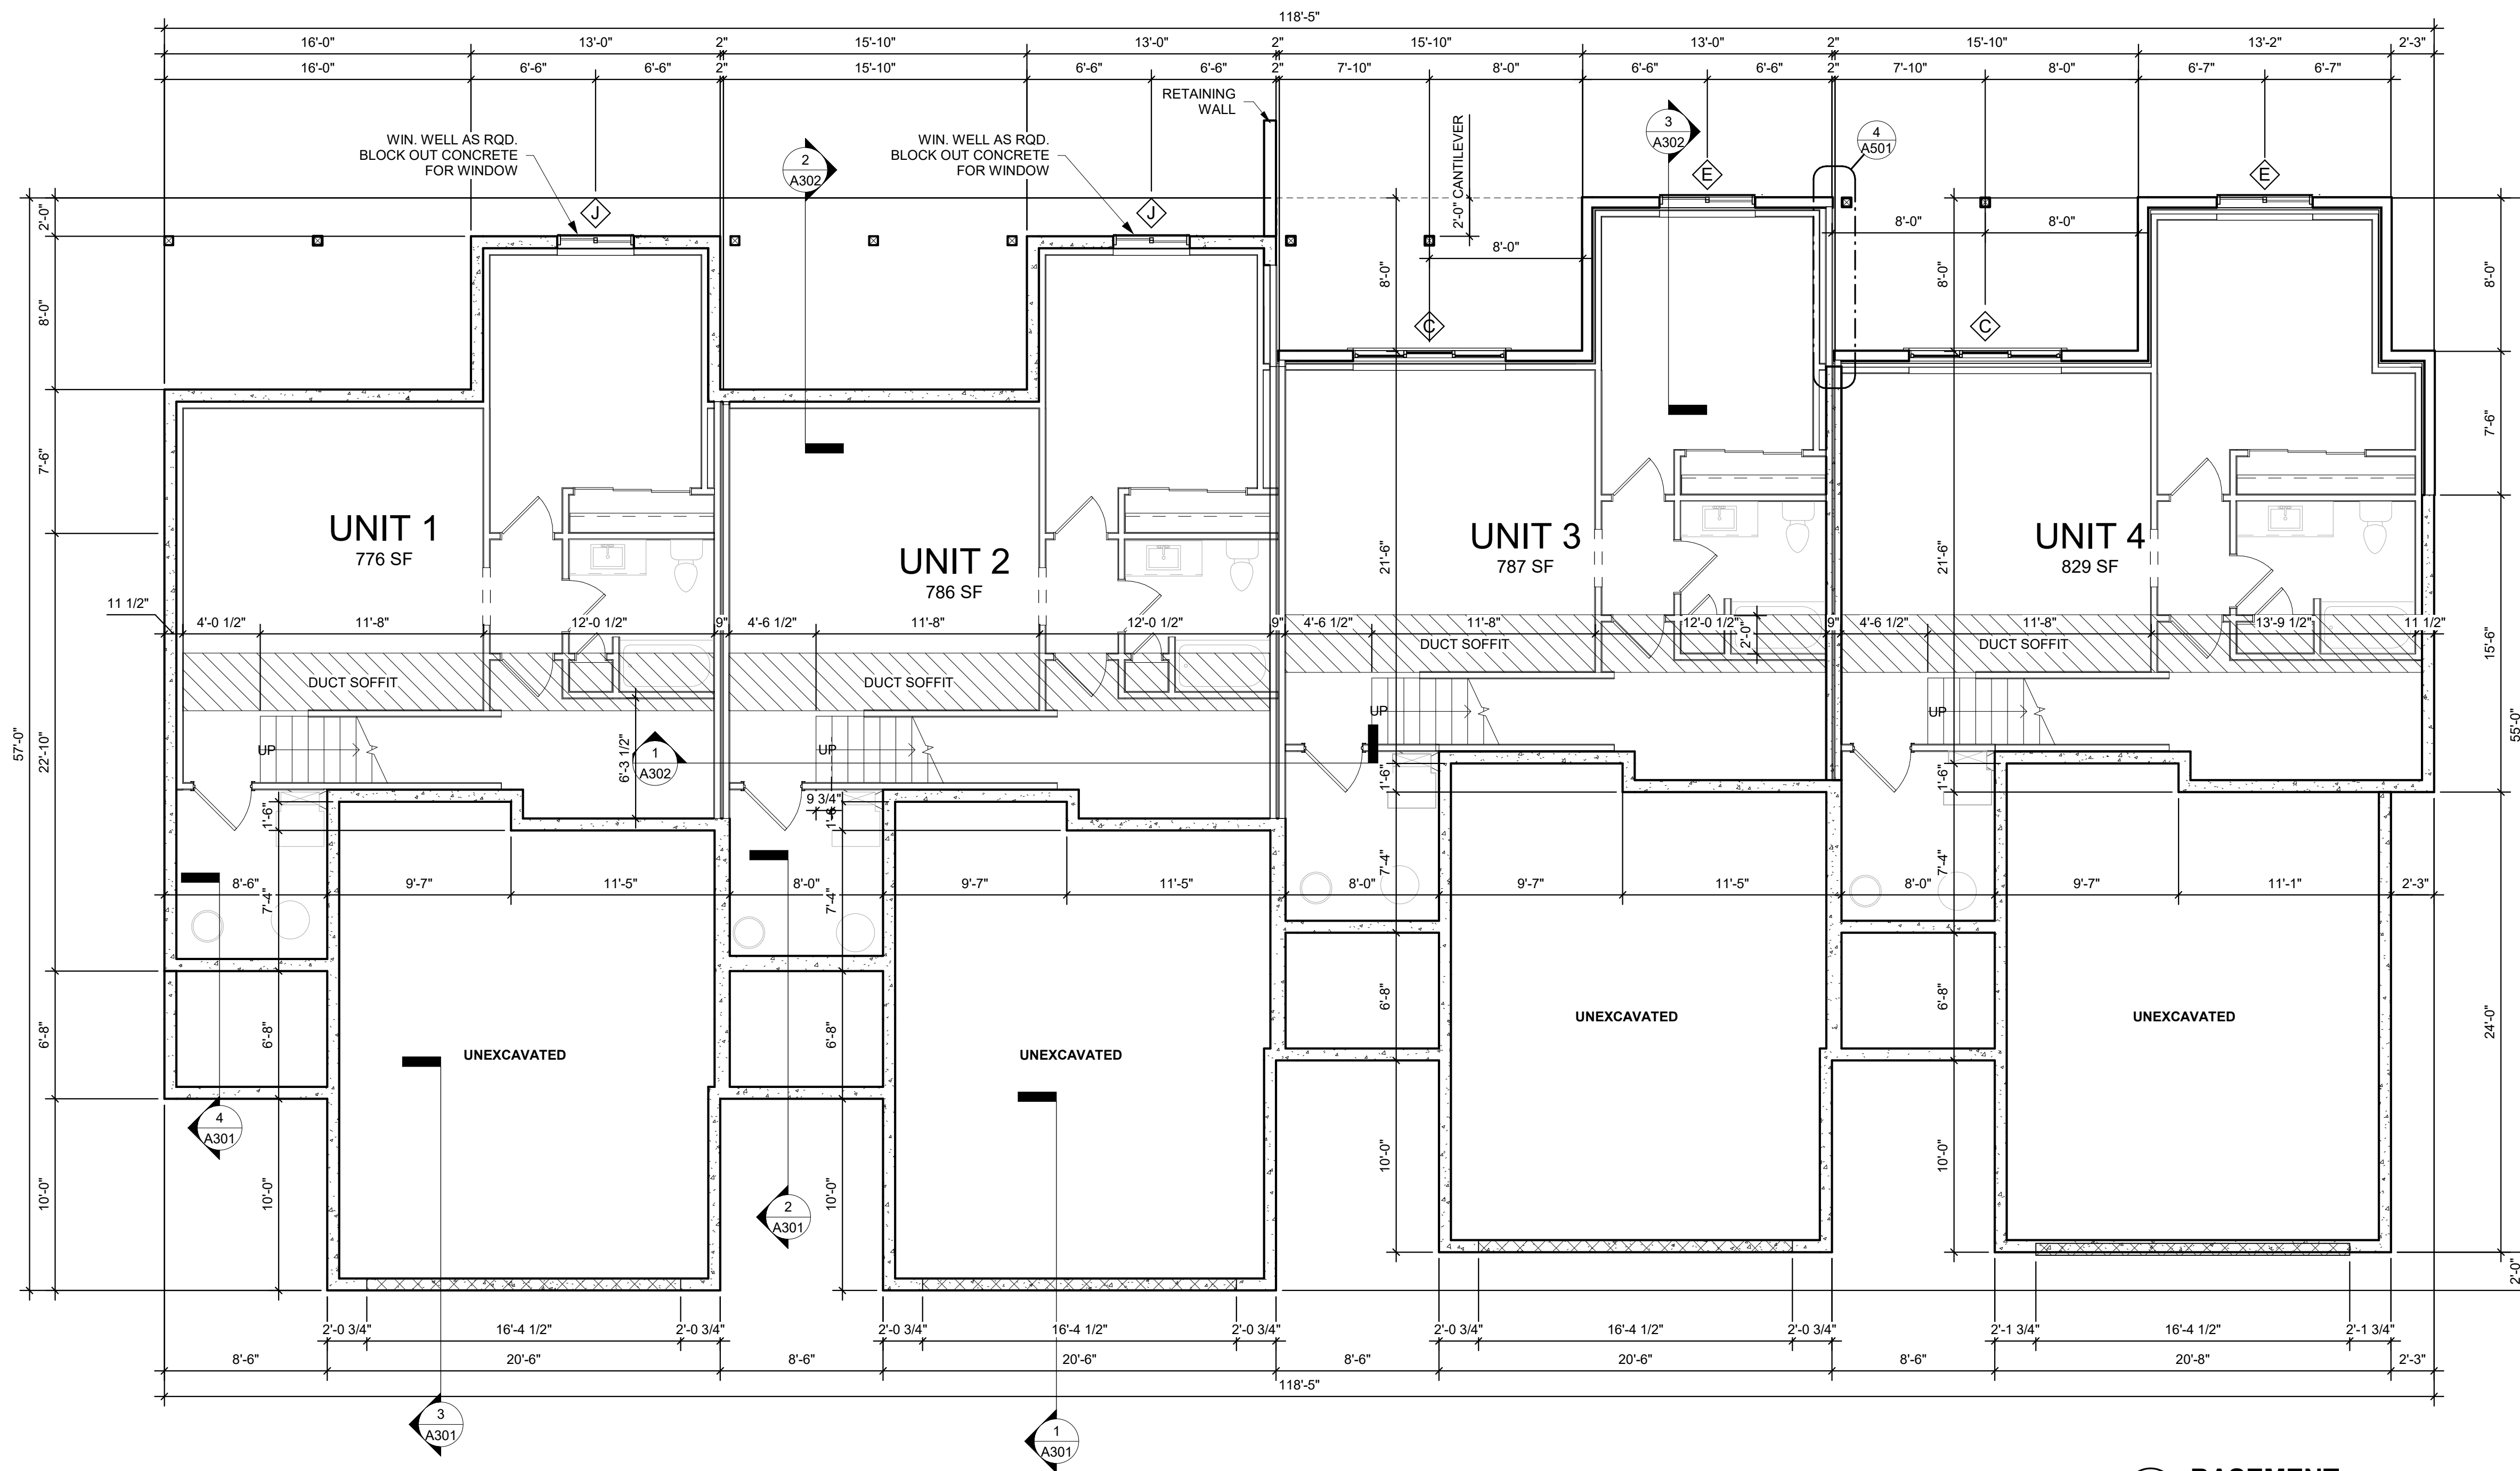 118'-5"
16'-0" 13'-0" 2" 15'-10" 13'-0" 2" 15'-10" 13'-0" 2" 15'-10" 13'-2" 2'-3"
16'-0" 6'-6" 6'-6" 2" 15'-10" 6'-6" 6'-6" 2" 7'-10" 8'-0" 6'-6" 6'-6" 2" 7'-10" 8'-0" 6'-7" 6'-7"
RETAINING
WALL
WIN. WELL AS RQD.
BLOCK OUT CONCRETE
FOR WINDOW
2
A302
WIN. WELL AS RQD.
BLOCK OUT CONCRETE
FOR WINDOW
2'-0" CANTILEVER
3
A302
4
A501
E
E
J
J
2'-0"
8'-0"
8'-0" 8'-0"
8'-0"
8'-0"
8'-0"
8'-0"
C
C
7'-6"
7'-6"
UNIT 1
776 SF
UNIT 2
786 SF
UNIT 3
787 SF
UNIT 4
829 SF
21'-6"
21'-6"
11 1/2"
4'-0 1/2" 11'-8" 12'-0 1/2" 9" 4'-6 1/2" 11'-8" 12'-0 1/2" 9" 4'-6 1/2" 11'-8" 12'-0 1/2" 9" 4'-6 1/2" 11'-8" 13'-9 1/2" 11 1/2"
2'-0"
15'-6"
DUCT SOFFIT
DUCT SOFFIT
DUCT SOFFIT
DUCT SOFFIT
UP
UP
UP
UP
57'-0"
22'-10"
55'-0"
6'-3 1/2"
1
A302
9 3/4"
1'-6"
1'-6"
1'-6"
1'-6"
8'-6" 9'-7" 11'-5" 8'-0" 9'-7" 11'-5" 8'-0" 9'-7" 11'-5" 8'-0" 9'-7" 11'-1" 2'-3"
7'-4"
7'-4"
7'-4"
7'-4"
6'-8"
6'-8"
6'-8"
6'-8"
6'-8"
24'-0"
UNEXCAVATED
UNEXCAVATED
UNEXCAVATED
UNEXCAVATED
4
A301
10'-0"
10'-0"
10'-0"
10'-0"
10'-0"
2
A301
2'-0"
2'-0 3/4" 16'-4 1/2" 2'-0 3/4" 2'-0 3/4" 16'-4 1/2" 2'-0 3/4" 2'-0 3/4" 16'-4 1/2" 2'-0 3/4" 2'-1 3/4" 16'-4 1/2" 2'-1 3/4"
8'-6" 20'-6" 8'-6" 20'-6" 8'-6" 20'-6" 8'-6" 20'-8" 2'-3"
118'-5"
3
A301
1
A301
BASEMENT